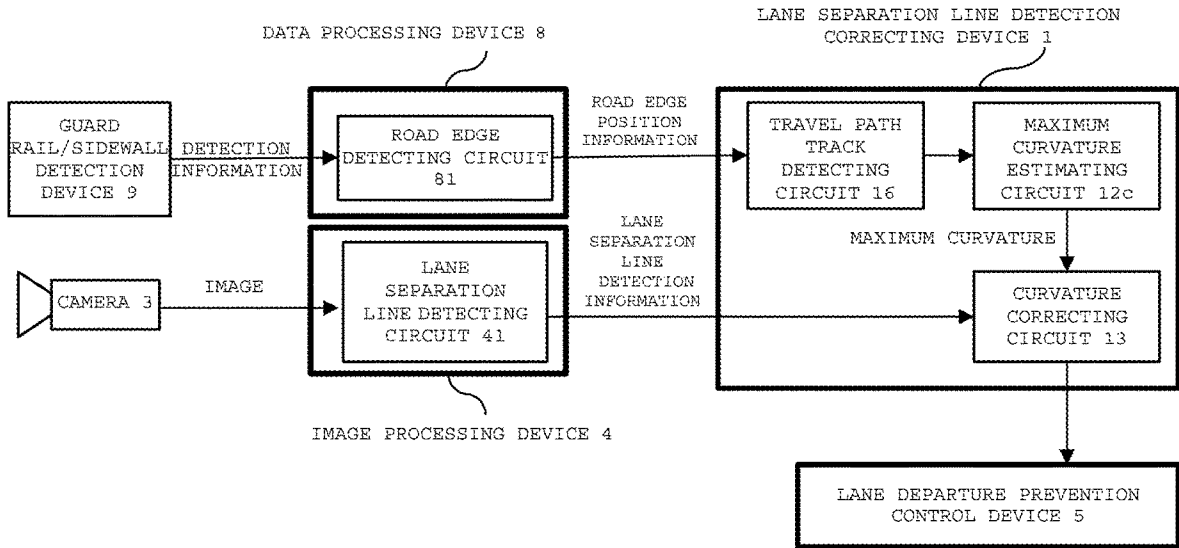 DATA PROCESSING DEVICE 8
LANE SEPARATION LINE DETECTION
CORRECTING DEVICE 1
GUARD
RAIL/SIDEWALL
DETECTION
DEVICE 9
DETECTION
INFORMATION
ROAD EDGE
DETECTING CIRCUIT
81
ROAD EDGE
POSITION
INFORMATION
TRAVEL PATH
TRACK
DETECTING
CIRCUIT 16
MAXIMUM
CURVATURE
ESTIMATING
CIRCUIT 12c
MAXIMUM CURVATURE
CAMERA 3
IMAGE
LANE
SEPARATION
LINE DETECTING
CIRCUIT 41
LANE
SEPARATION
LINE
DETECTION
INFORMATION
CURVATURE
CORRECTING
CIRCUIT 13
IMAGE PROCESSING DEVICE 4
LANE DEPARTURE PREVENTION
CONTROL DEVICE 5